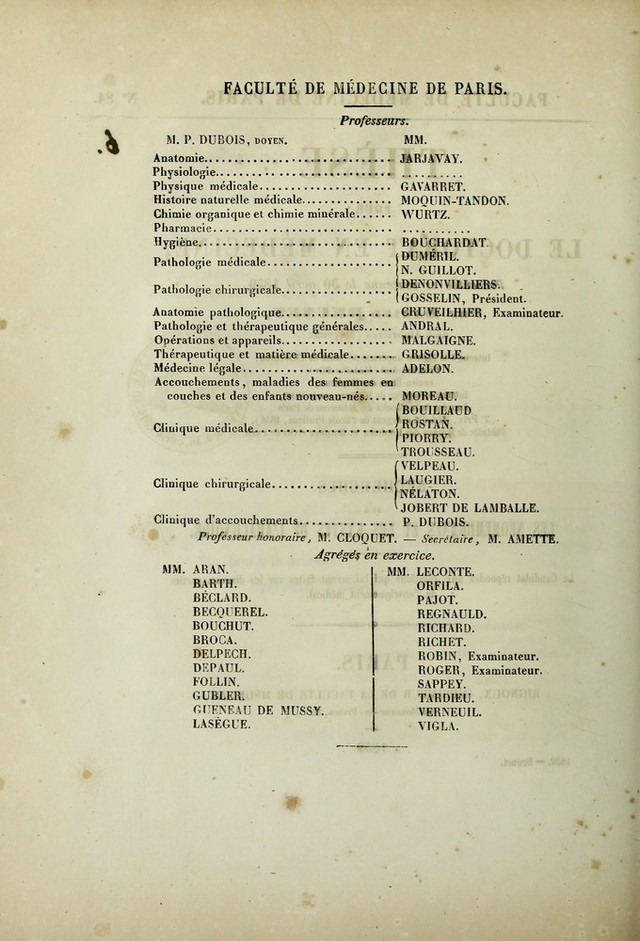 FACULTÉ DE MÉDECINE DE PARIS.
Professeurs.
M. P. DUBOIS, DOYEN. MM.
Anatomie.............................. JARJAVAY.
Physiologie............................. ..........
Physique médicale..................... GAVARRET.
Histoire naturelle médicale............... MOQUIN-TANDON.
Chimie organique et chimie minérale...... WURTZ.
Pharmacie............................. ...........
Hygiène................................ BOUCHARDAT
Pathologie médicale..................... DUMÉRIL.
N. GUILLOT.
Pathologie chirurgicale.................. DENONVILLIERS.
GOSSELIN, Président.
Anatomie pathologique.................. CRUVEILHIER, Examinateur.
Pathologie et thérapeutique générales..... ANDRAL.
Opérations et appareils................. MALGAIGNE.
Thérapeutique et matière médicale....... GRISOLLE.
Médecine légale........................ ADELON.
Accouchements, maladies des femmes en
couches et des enfants nouveau-nés..... MOREAU.
Clinique médicale....................... BOUILLAUD
ROSTAN.
PIORRY.
TROUSSEAU.
Clinique chirurgicale.................... VELPEAU.
LAUGIER.
NÉLATON.
JOBERT DE LAMBALLE.
Clinique d'accouchements............... P. DUBOIS.
Professeur honoraire, M. CLOQUET. — Secrétaire, M. AMETTE.
Agrégés en exercice.
MM. ARAN. MM. LECONTE.
BARTH. ORFILA.
BÉCLARD. PAJOT.
BECQUEREL. REGNAULD.
BOUCHUT. RICHARD.
BROCA. RICHET.
DELPECH. ROBIN, Examinateur.
DEPAUL. ROGER, Examinateur.
FOLLIN. SAPPEY.
GUBLER. TARDIEU.
GUENEAU DE MUSSY. VERNEUIL.
LASÈGUE. VIGLA.